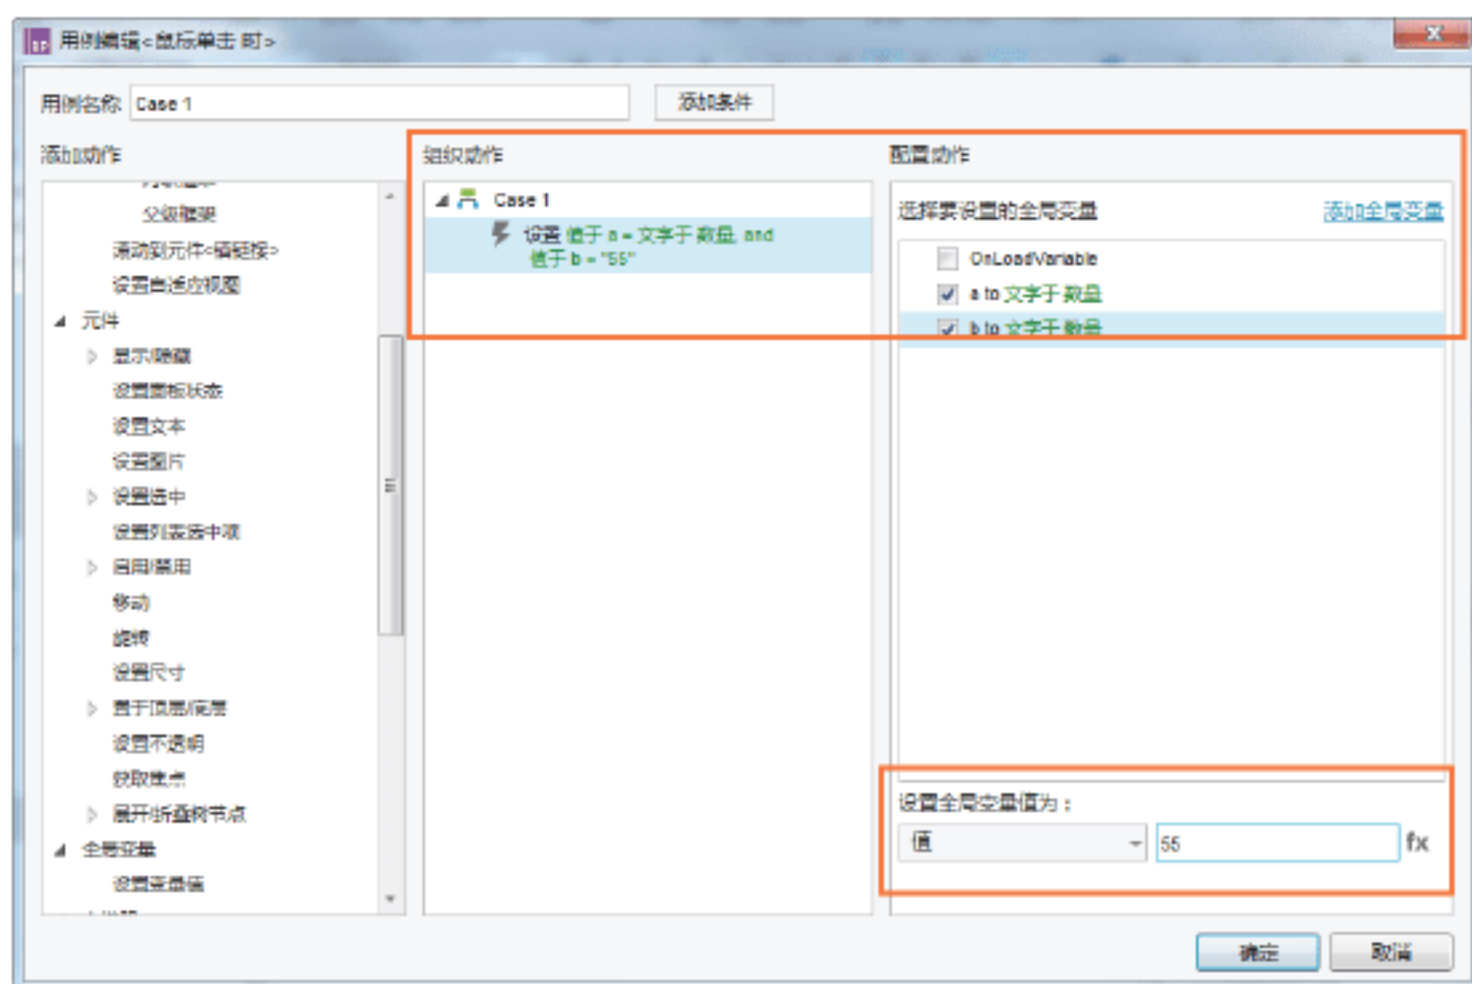 用例编辑<鼠标单击 时>
用例名称 Case 1 添加条件
添加动作
父级框架
滚动到元件<锚链接>
设置自适应视图
元件
显示/隐藏
设置面板状态
设置文本
设置图片
设置选中
设置列表选中项
启用/禁用
移动
旋转
设置尺寸
置于顶层/底层
设置不透明
获取焦点
展开/折叠树节点
全局变量
设置变量值
组织动作
Case 1
设置 值于 a = 文字于 数量, and
值于 b = "55"
配置动作
选择要设置的全局变量 添加全局变量
OnLoadVariable
a to 文字于 数量
b to 文字于 数量
设置全局变量值为：
值 55 fx
确定 取消